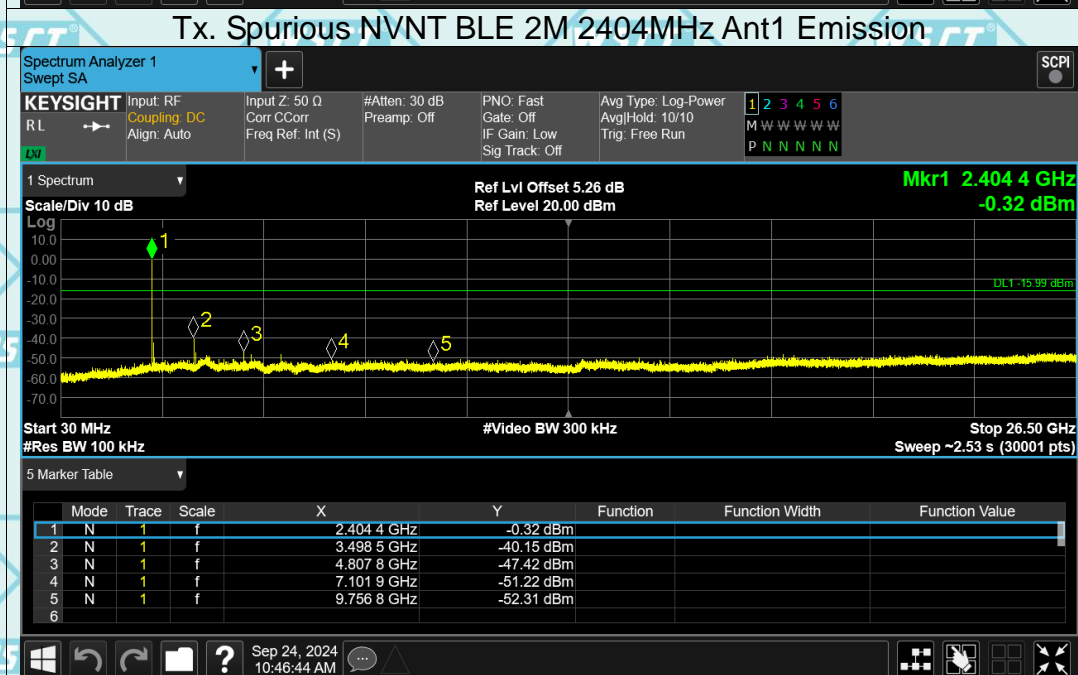 Tx. Spurious NVNT BLE 2M 2404MHz Ant1 Emission
Spectrum Analyzer 1
Swept SA
+
SCPI
KEYSIGHT
R L
LXI
Input: RF
Coupling: DC
Align: Auto
Input Z: 50 Ω
Corr CCorr
Freq Ref: Int (S)
#Atten: 30 dB
Preamp: Off
PNO: Fast
Gate: Off
IF Gain: Low
Sig Track: Off
Avg Type: Log-Power
Avg|Hold: 10/10
Trig: Free Run
1 2 3 4 5 6
M W W W W W
P N N N N N
1 Spectrum
Scale/Div 10 dB
Ref Lvl Offset 5.26 dB
Ref Level 20.00 dBm
Mkr1 2.404 4 GHz
-0.32 dBm
Log
10.0
0.00
-10.0
-20.0
-30.0
-40.0
-50.0
-60.0
-70.0
1
2
3
4
5
DL1 -15.99 dBm
Start 30 MHz
#Res BW 100 kHz
#Video BW 300 kHz
Stop 26.50 GHz
Sweep ~2.53 s (30001 pts)
5 Marker Table
Mode Trace Scale X Y Function Function Width Function Value
1 N 1 f 2.404 4 GHz -0.32 dBm
2 N 1 f 3.498 5 GHz -40.15 dBm
3 N 1 f 4.807 8 GHz -47.42 dBm
4 N 1 f 7.101 9 GHz -51.22 dBm
5 N 1 f 9.756 8 GHz -52.31 dBm
6
?
Sep 24, 2024
10:46:44 AM